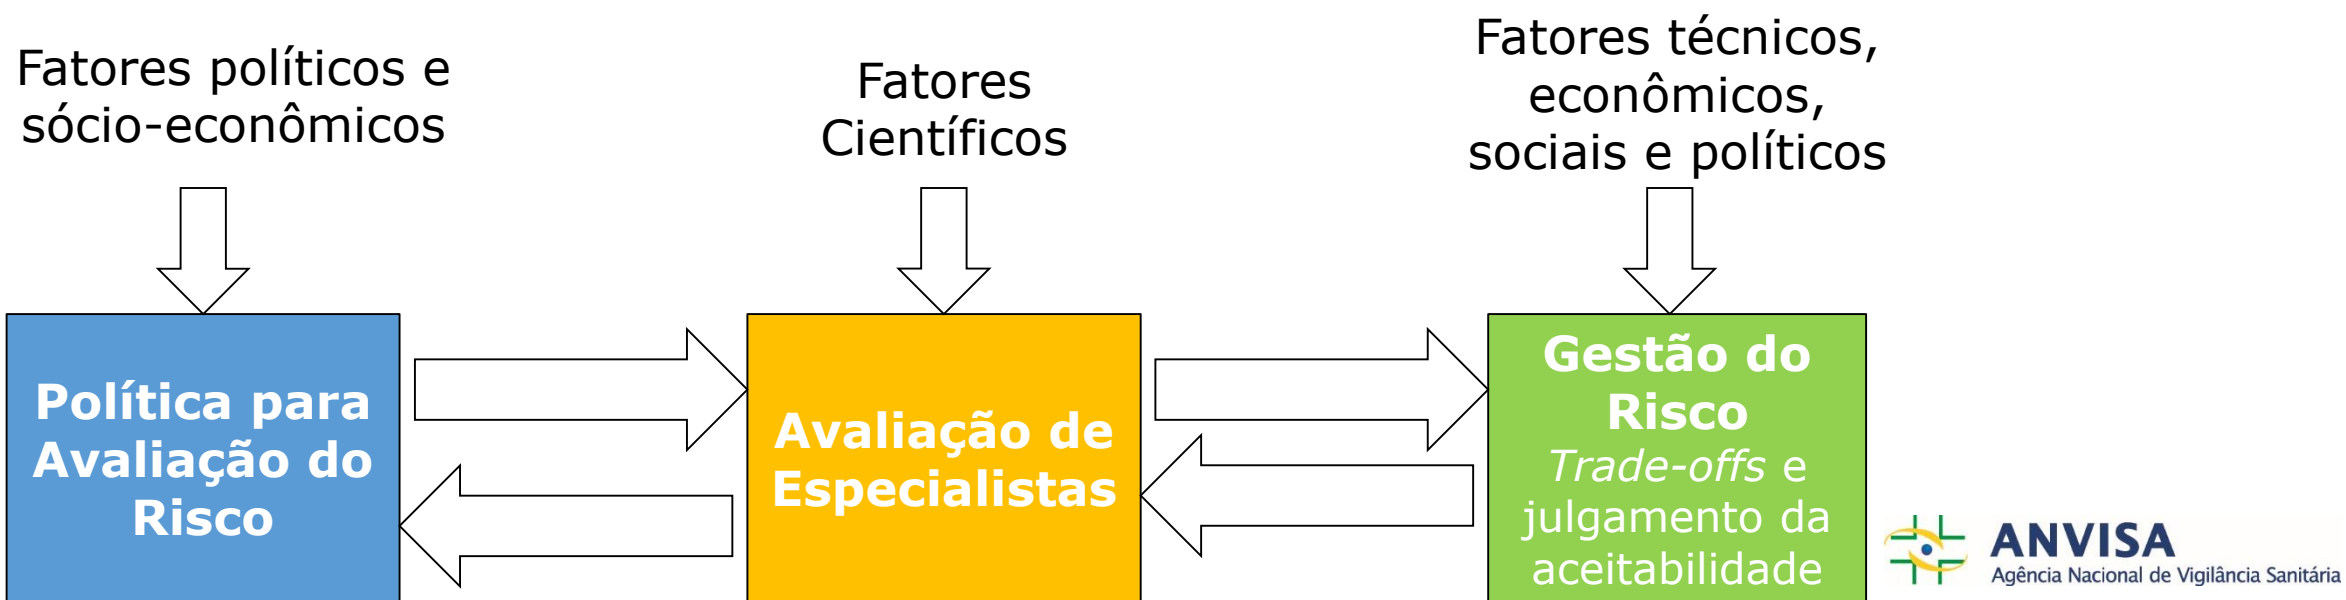 Fatores políticos e
sócio-econômicos
Fatores
Científicos
Fatores técnicos,
econômicos,
sociais e políticos
Política para
Avaliação do
Risco
Avaliação de
Especialistas
Gestão do
Risco
Trade-offs e
julgamento da
aceitabilidade
ANVISA
Agência Nacional de Vigilância Sanitária